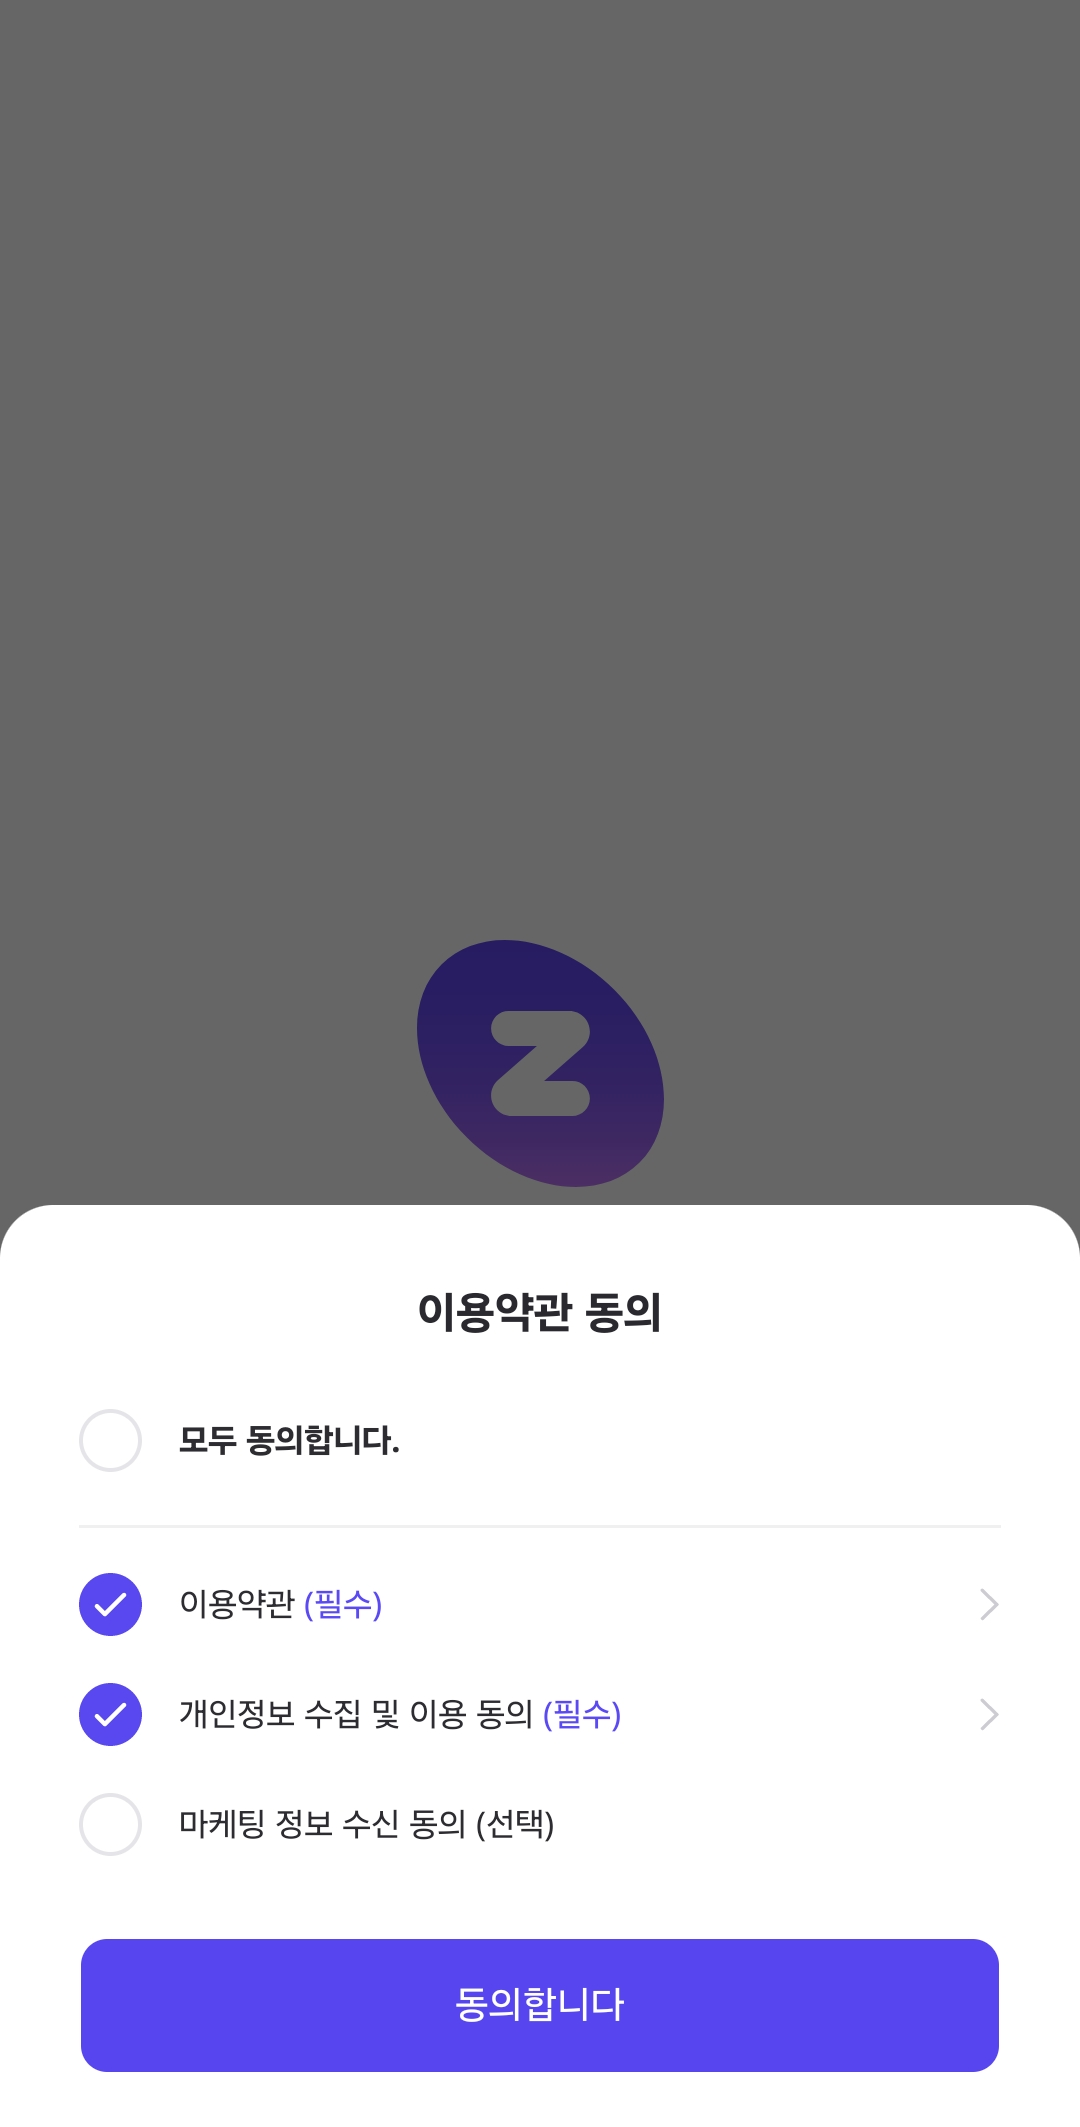 z
이용약관 동의
모두 동의합니다.
이용약관 (필수)
개인정보 수집 및 이용 동의 (필수)
마케팅 정보 수신 동의 (선택)
동의합니다